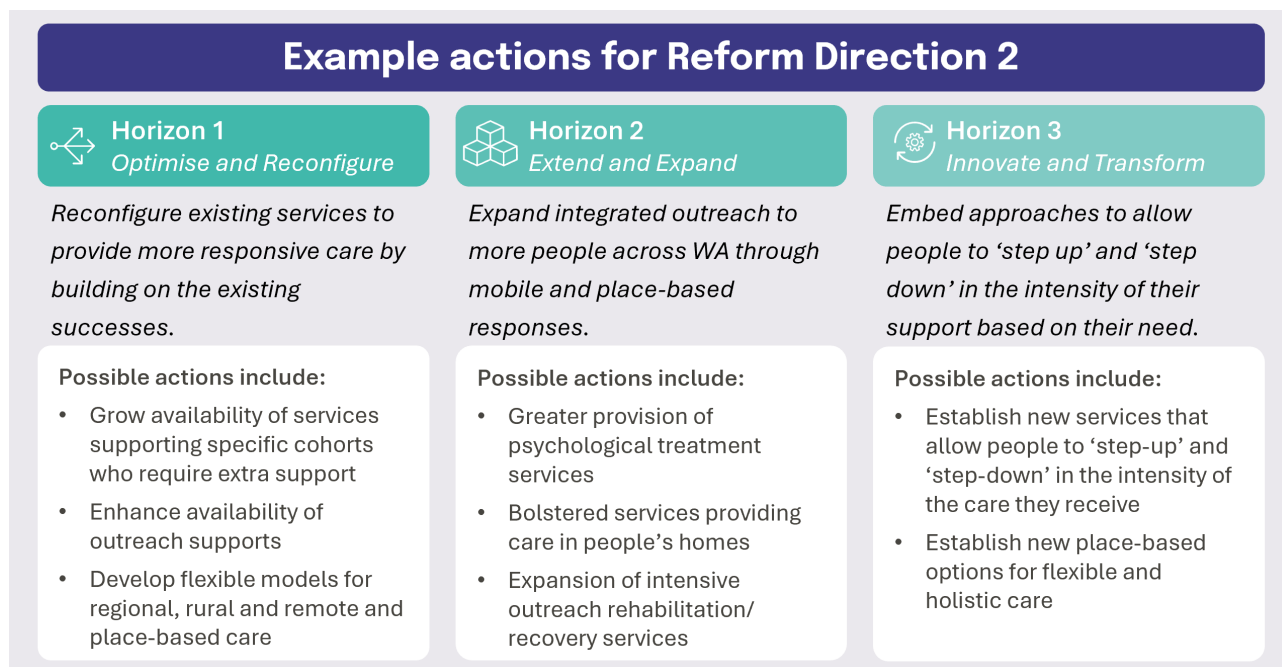 Example actions for Reform Direction 2
Horizon 1
Optimise and Reconfigure
Reconfigure existing services to
provide more responsive care by
building on the existing
successes.
Possible actions include:
• Grow availability of services
supporting specific cohorts
who require extra support
• Enhance availability of
outreach supports
• Develop flexible models for
regional, rural and remote and
place-based care
Horizon 2
Extend and Expand
Expand integrated outreach to
more people across WA through
mobile and place-based
responses.
Possible actions include:
• Greater provision of
psychological treatment
services
• Bolstered services providing
care in people’s homes
• Expansion of intensive
outreach rehabilitation/
recovery services
Horizon 3
Innovate and Transform
Embed approaches to allow
people to ‘step up’ and ‘step
down’ in the intensity of their
support based on their need.
Possible actions include:
• Establish new services that
allow people to ‘step-up’ and
‘step-down’ in the intensity of
the care they receive
• Establish new place-based
options for flexible and
holistic care